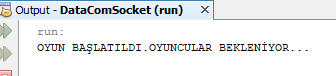 Output - DataComSocket (run)
run:
OYUN BAŞLATILDI.OYUNCULAR BEKLENİYOR...